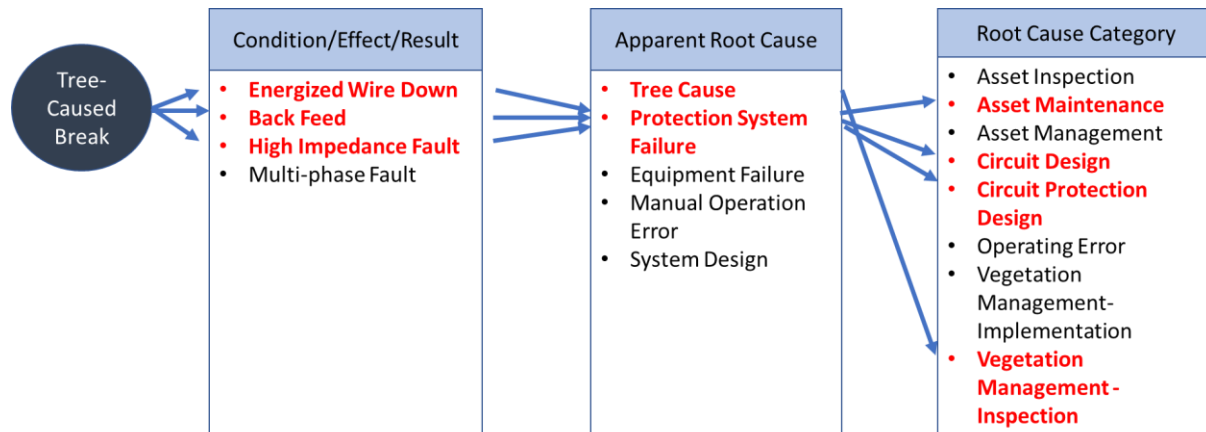 Tree-
Caused
Break
Condition/Effect/Result
• Energized Wire Down
• Back Feed
• High Impedance Fault
• Multi-phase Fault
Apparent Root Cause
• Tree Cause
• Protection System
Failure
• Equipment Failure
• Manual Operation
Error
• System Design
Root Cause Category
• Asset Inspection
• Asset Maintenance
• Asset Management
• Circuit Design
• Circuit Protection
Design
• Operating Error
• Vegetation
Management-
Implementation
• Vegetation
Management -
Inspection